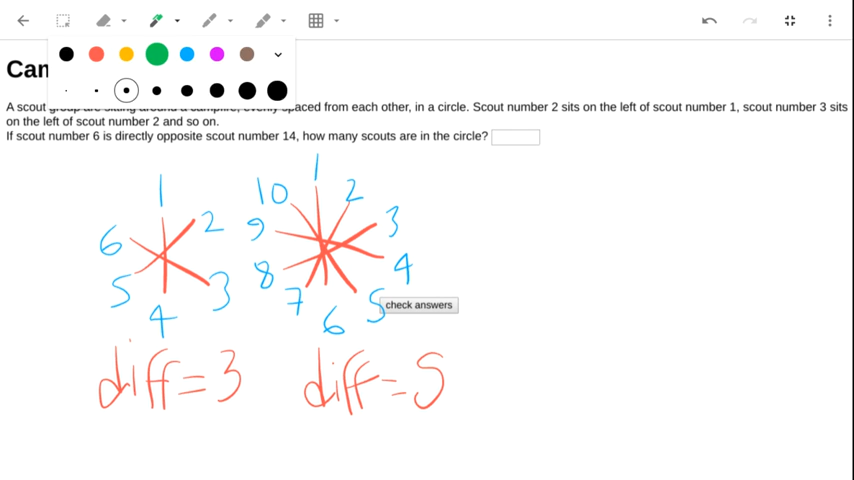 Cam
A scout group are sitting around a campfire, evenly spaced from each other, in a circle. Scout number 2 sits on the left of scout number 1, scout number 3 sits
on the left of scout number 2 and so on.
If scout number 6 is directly opposite scout number 14, how many scouts are in the circle?
1
10 1 2
6 2 9 3
5 3 8 4
4 7 6 5
check answers
diff=3 diff=5